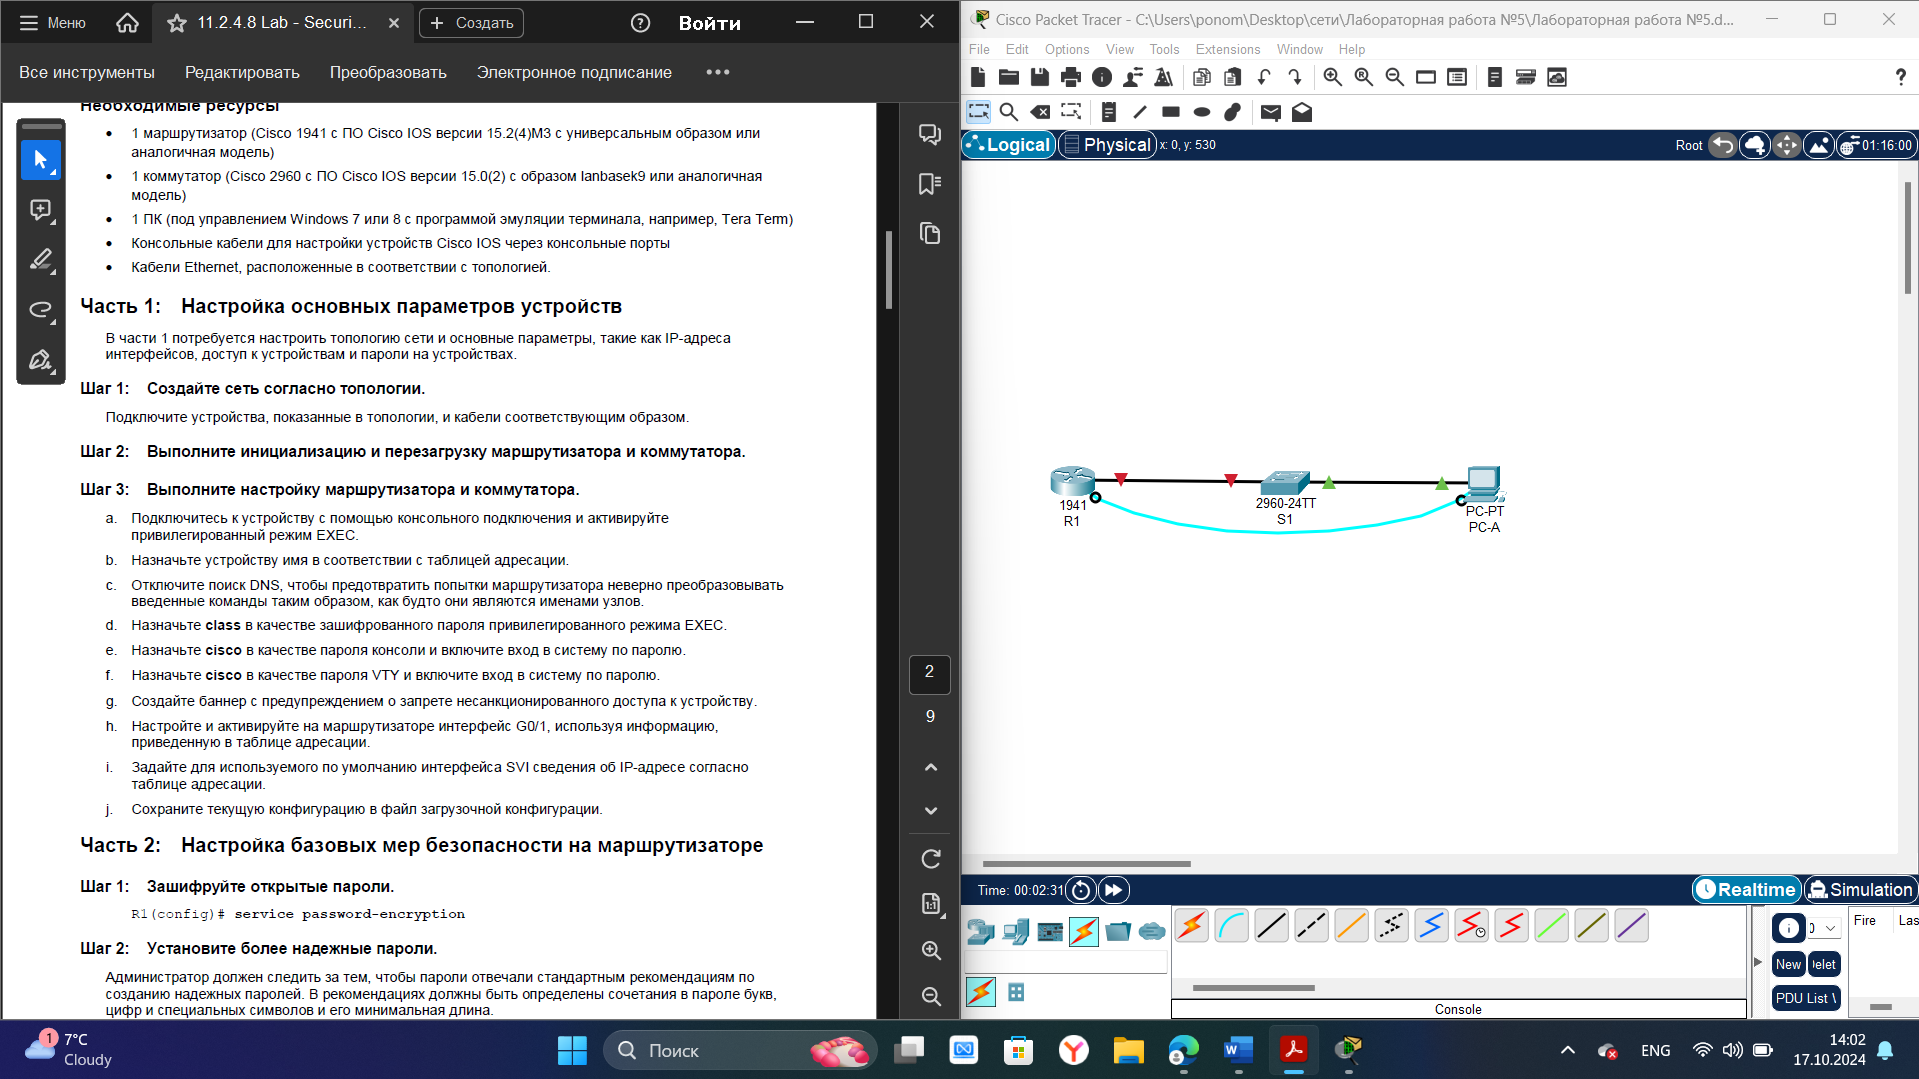 Меню
11.2.4.8 Lab - Securi...
Создать
Войти
Все инструменты
Редактировать
Преобразовать
Электронное подписание
Необходимые ресурсы
• 1 маршрутизатор (Cisco 1941 с ПО Cisco IOS версии 15.2(4)M3 с универсальным образом или
аналогичная модель)
• 1 коммутатор (Cisco 2960 с ПО Cisco IOS версии 15.0(2) с образом lanbasek9 или аналогичная
модель)
• 1 ПК (под управлением Windows 7 или 8 с программой эмуляции терминала, например, Tera Term)
• Консольные кабели для настройки устройств Cisco IOS через консольные порты
• Кабели Ethernet, расположенные в соответствии с топологией.
Часть 1: Настройка основных параметров устройств
В части 1 потребуется настроить топологию сети и основные параметры, такие как IP-адреса
интерфейсов, доступ к устройствам и пароли на устройствах.
Шаг 1: Создайте сеть согласно топологии.
Подключите устройства, показанные в топологии, и кабели соответствующим образом.
Шаг 2: Выполните инициализацию и перезагрузку маршрутизатора и коммутатора.
Шаг 3: Выполните настройку маршрутизатора и коммутатора.
a. Подключитесь к устройству с помощью консольного подключения и активируйте
привилегированный режим EXEC.
b. Назначьте устройству имя в соответствии с таблицей адресации.
c. Отключите поиск DNS, чтобы предотвратить попытки маршрутизатора неверно преобразовывать
введенные команды таким образом, как будто они являются именами узлов.
d. Назначьте class в качестве зашифрованного пароля привилегированного режима EXEC.
e. Назначьте cisco в качестве пароля консоли и включите вход в систему по паролю.
f. Назначьте cisco в качестве пароля VTY и включите вход в систему по паролю.
g. Создайте баннер с предупреждением о запрете несанкционированного доступа к устройству.
h. Настройте и активируйте на маршрутизаторе интерфейс G0/1, используя информацию,
приведенную в таблице адресации.
i. Задайте для используемого по умолчанию интерфейса SVI сведения об IP-адресе согласно
таблице адресации.
j. Сохраните текущую конфигурацию в файл загрузочной конфигурации.
Часть 2: Настройка базовых мер безопасности на маршрутизаторе
Шаг 1: Зашифруйте открытые пароли.
R1(config)# service password-encryption
Шаг 2: Установите более надежные пароли.
Администратор должен следить за тем, чтобы пароли отвечали стандартным рекомендациям по
созданию надежных паролей. В рекомендациях должны быть определены сочетания в пароле букв,
цифр и специальных символов и его минимальная длина.
2
9
1:1
Cisco Packet Tracer - C:\Users\ponom\Desktop\сети\Лабораторная работа №5\Лабораторная работа №5.d...
File Edit Options View Tools Extensions Window Help
?
Logical
Physical
x: 0, y: 530
Root
01:16:00
1941
R1
2960-24TT
S1
PC-PT
PC-A
Time: 00:02:31
Realtime
Simulation
0
New
PDU List
Fire
Las
Console
1
7°C
Cloudy
Поиск
ENG
14:02
17.10.2024